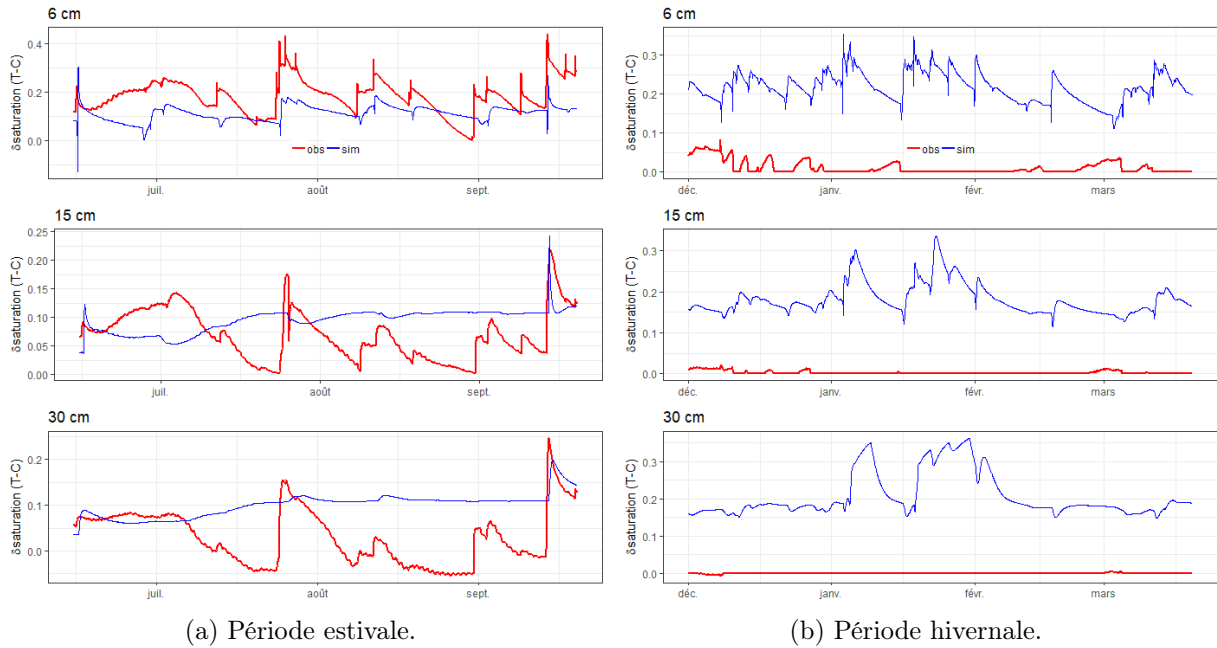 6 cm
δsaturation (T-C)
0.4
0.2
0.0
obs sim
juil. août sept.
15 cm
δsaturation (T-C)
0.25
0.20
0.15
0.10
0.05
0.00
juil. août sept.
30 cm
δsaturation (T-C)
0.2
0.1
0.0
juil. août sept.
(a) Période estivale.
6 cm
δsaturation (T-C)
0.3
0.2
0.1
0.0
obs sim
déc. janv. févr. mars
15 cm
δsaturation (T-C)
0.3
0.2
0.1
0.0
déc. janv. févr. mars
30 cm
δsaturation (T-C)
0.3
0.2
0.1
0.0
déc. janv. févr. mars
(b) Période hivernale.